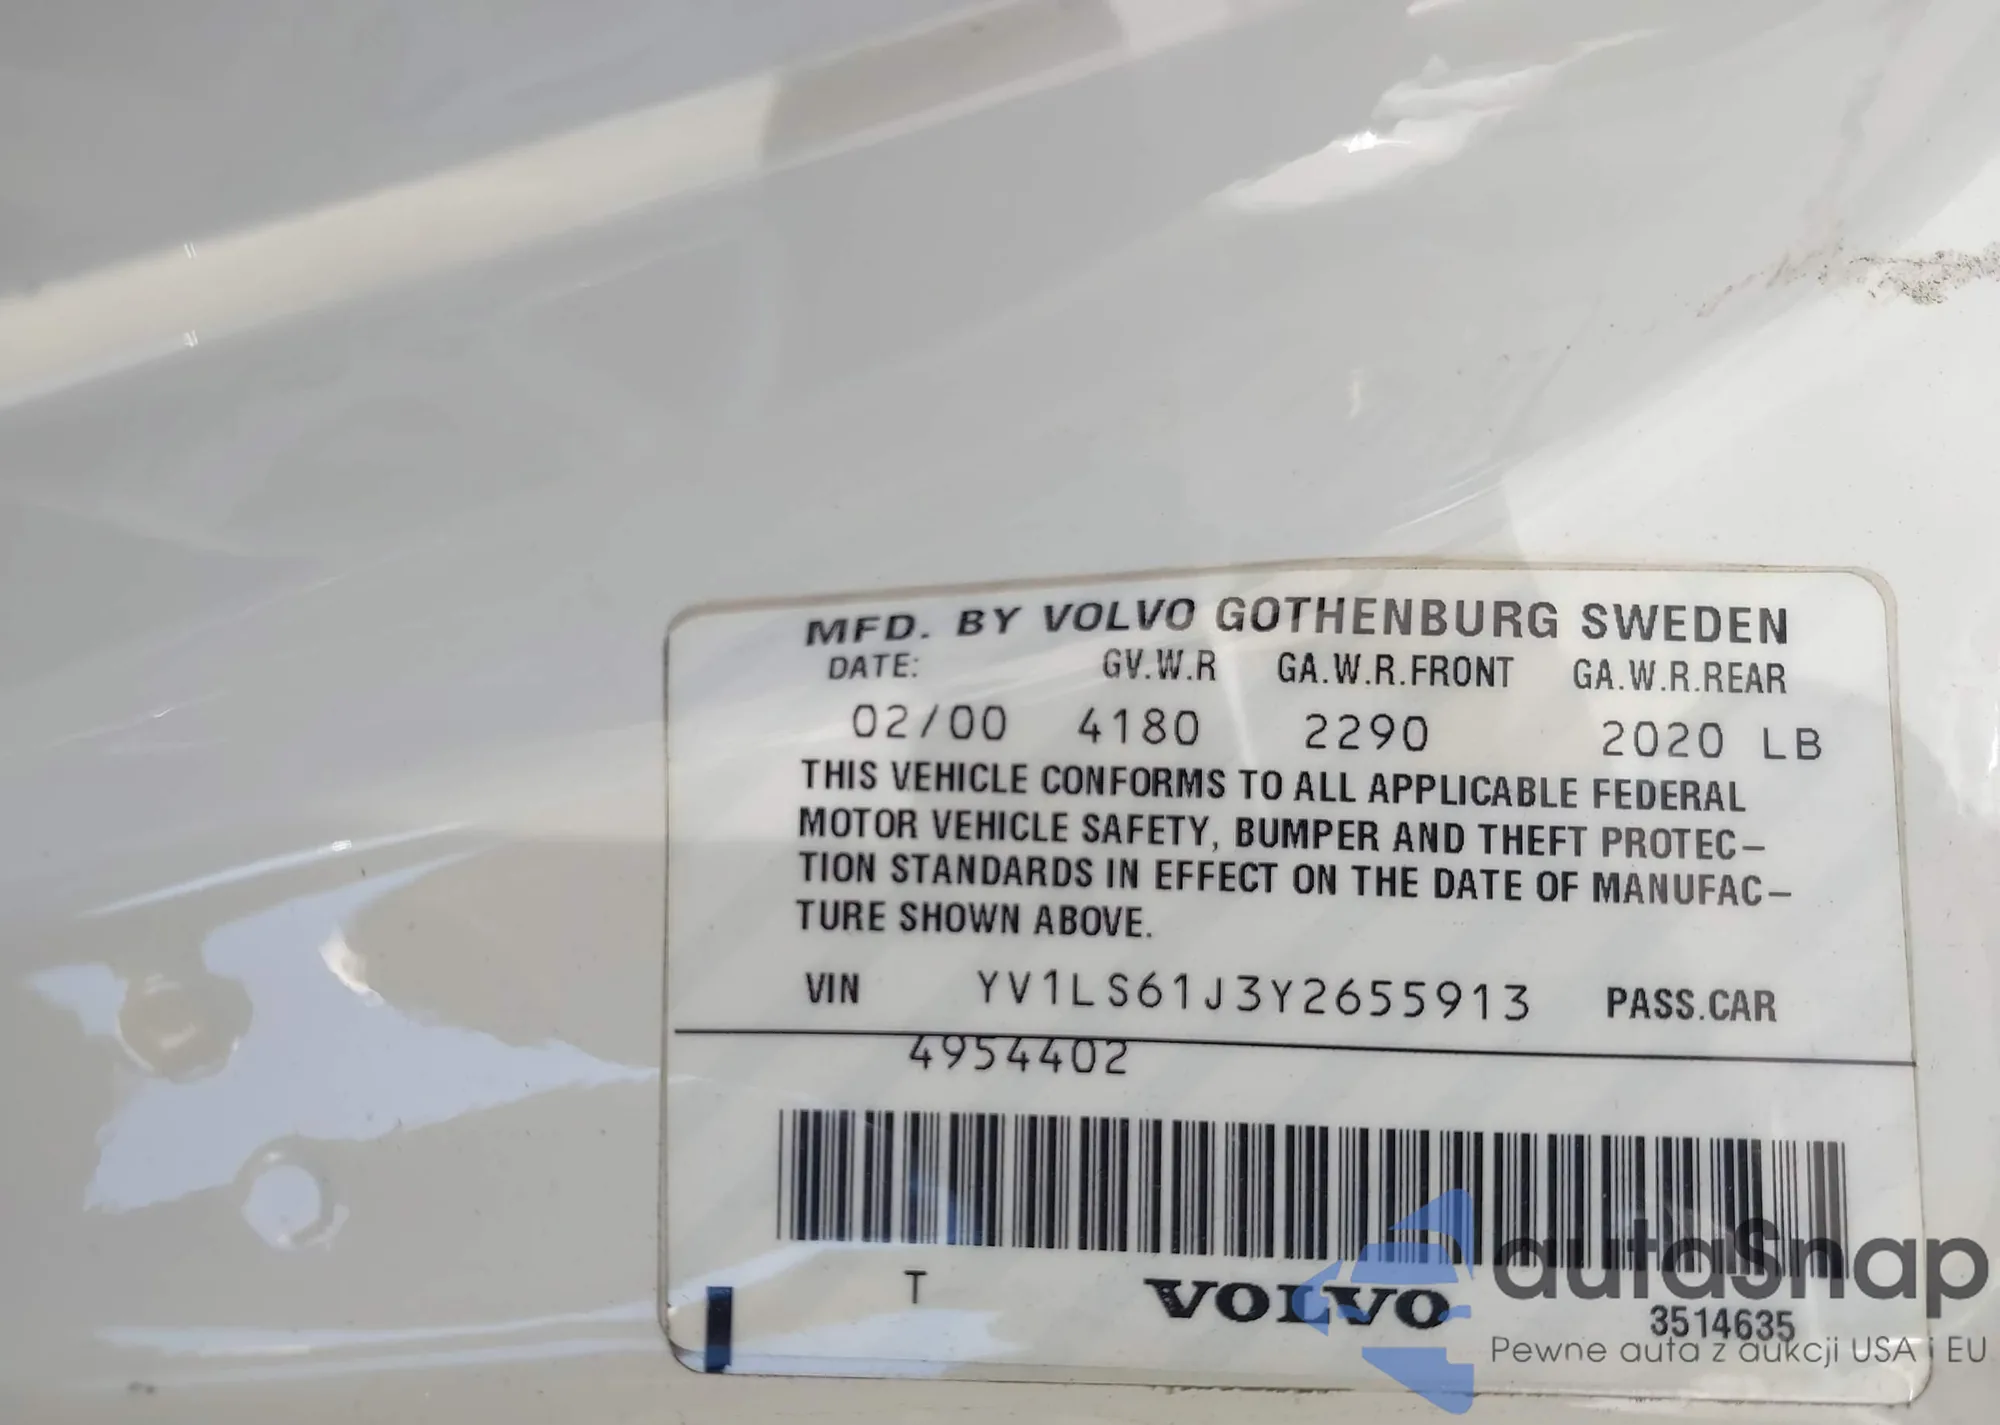 MFD. BY VOLVO GOTHENBURG SWEDEN
DATE: GV.W.R GA.W.R.FRONT GA.W.R.REAR
02/00 4180 2290 2020 LB
THIS VEHICLE CONFORMS TO ALL APPLICABLE FEDERAL
MOTOR VEHICLE SAFETY, BUMPER AND THEFT PROTEC-
TION STANDARDS IN EFFECT ON THE DATE OF MANUFAC-
TURE SHOWN ABOVE.
VIN YV1LS61J3Y2655913 PASS.CAR
4954402
T VOLVO 3514635
autaSnap
Pewne auta z aukcji USA i EU